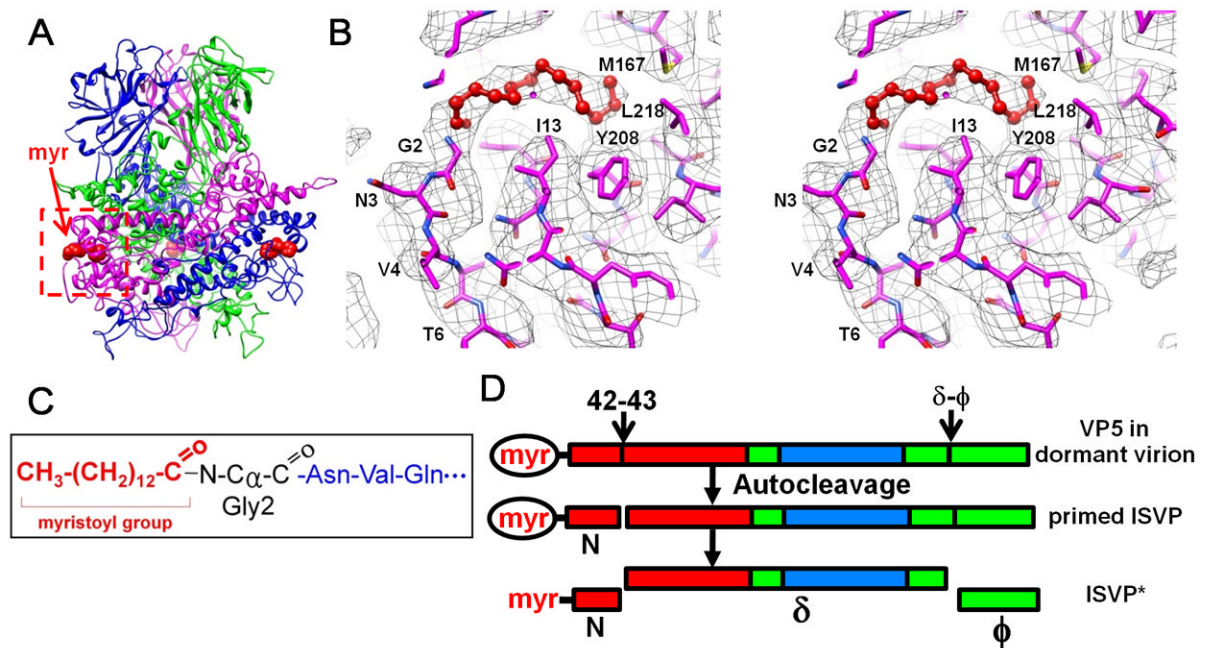 A
myr
B
M167
L218
I13
Y208
G2
N3
V4
T6
M167
L218
I13
Y208
G2
N3
V4
T6
C
CH3-(CH2)12-C=O-N-Cα-C=O-Asn-Val-Gln···
Gly2
myristoyl group
D
42-43
δ-ϕ
VP5 in
dormant virion
myr
Autocleavage
myr
primed ISVP
N
myr
ISVP*
N
δ
ϕ